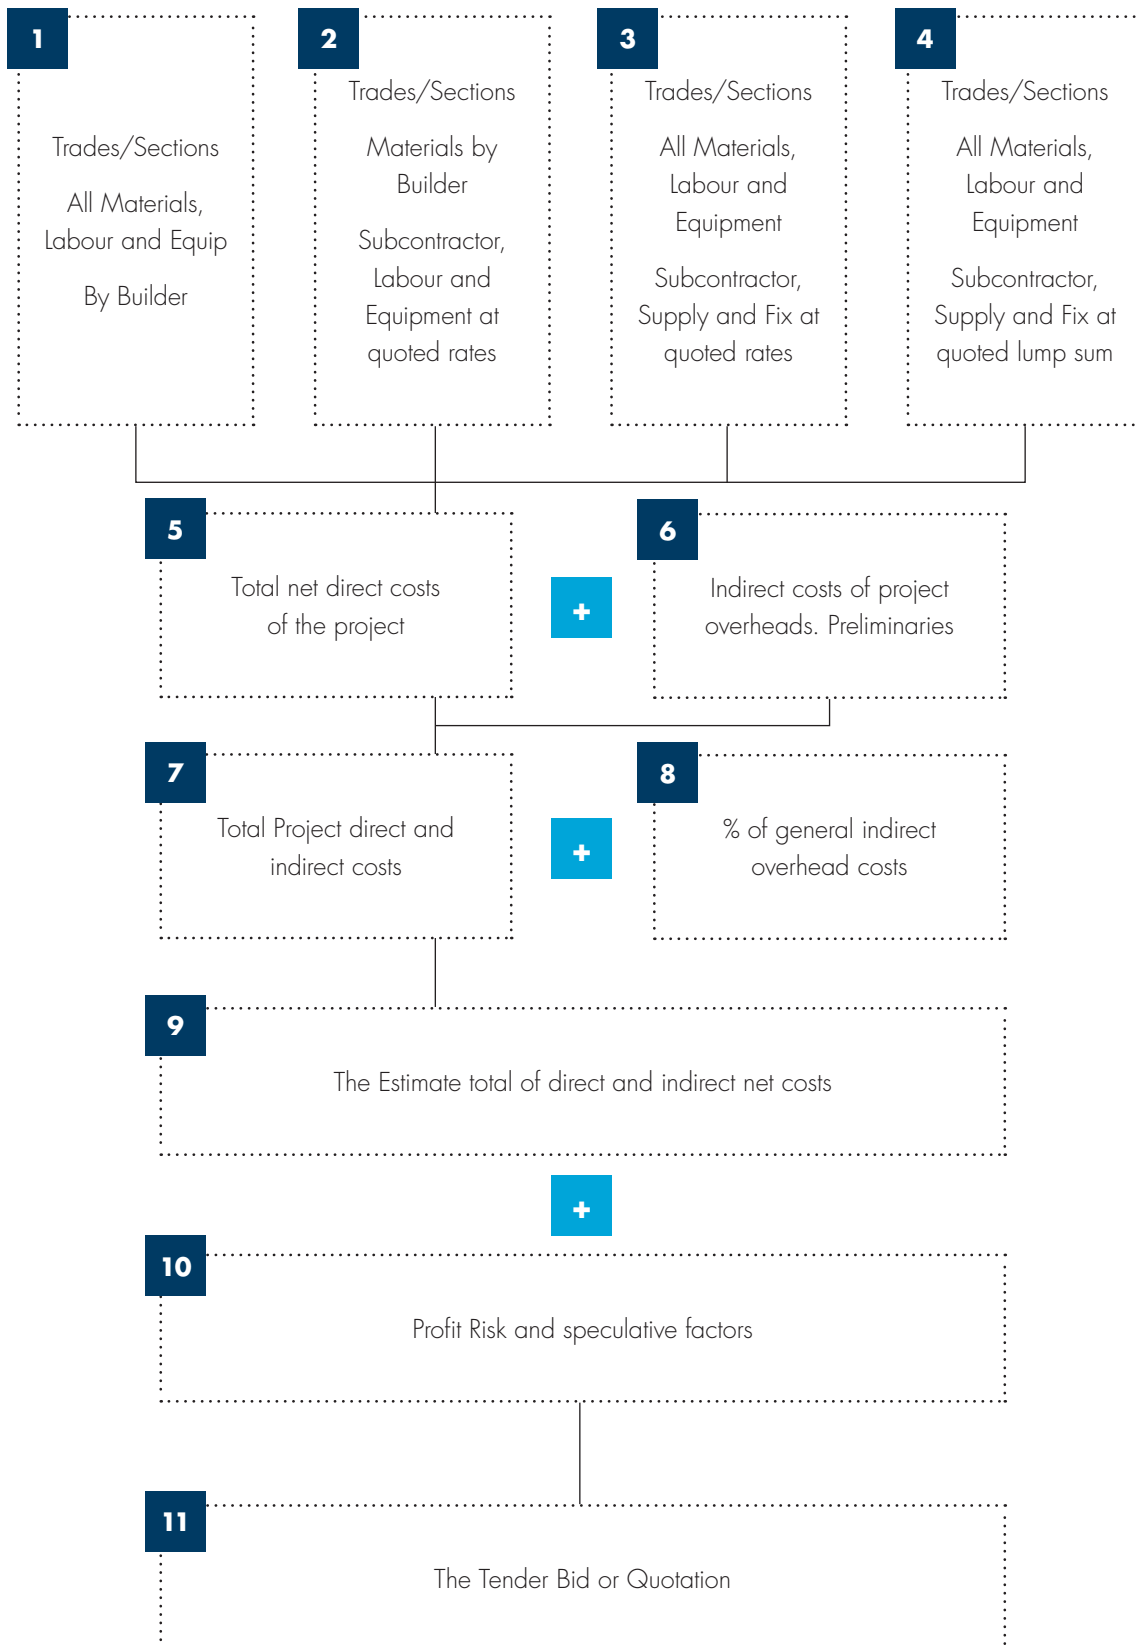 1
Trades/Sections
All Materials,
Labour and Equip
By Builder
2
Trades/Sections
Materials by
Builder
Subcontractor,
Labour and
Equipment at
quoted rates
3
Trades/Sections
All Materials,
Labour and
Equipment
Subcontractor,
Supply and Fix at
quoted rates
4
Trades/Sections
All Materials,
Labour and
Equipment
Subcontractor,
Supply and Fix at
quoted lump sum
5
Total net direct costs
of the project
+
6
Indirect costs of project
overheads. Preliminaries
7
Total Project direct and
indirect costs
+
8
% of general indirect
overhead costs
9
The Estimate total of direct and indirect net costs
+
10
Profit Risk and speculative factors
11
The Tender Bid or Quotation